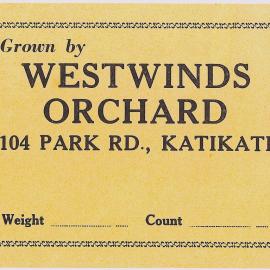 Grown by
WESTWINDS
ORCHARD
104 PARK RD., KATIKATI
Weight ............ Count ............